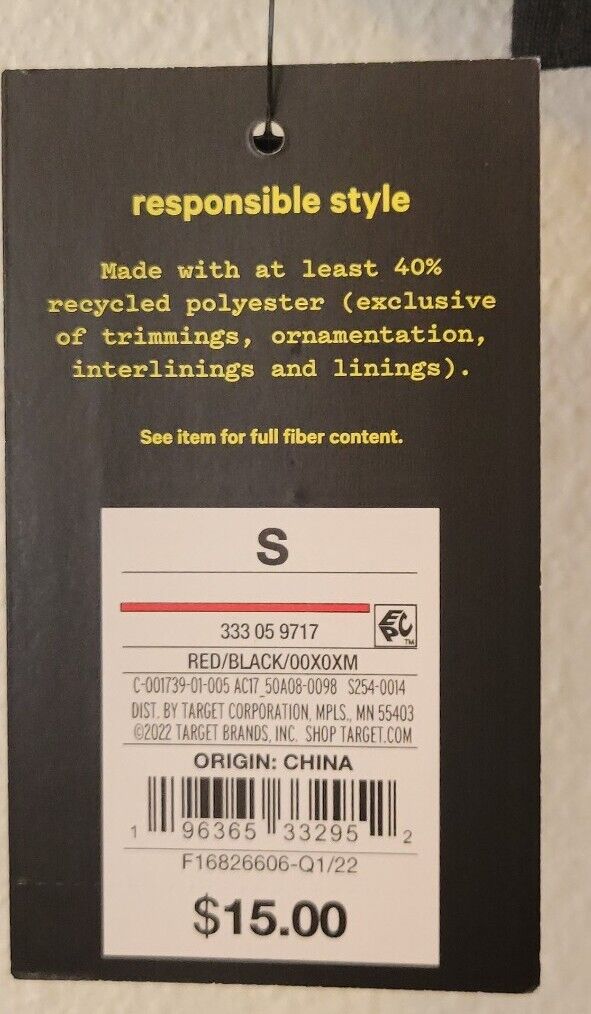 responsible style
Made with at least 40%
recycled polyester (exclusive
of trimmings, ornamentation,
interlinings and linings).
See item for full fiber content.
S
EPC™
333 05 9717
RED/BLACK/00X0XM
C-001739-01-005 AC17_50A08-0098 S254-0014
DIST. BY TARGET CORPORATION, MPLS., MN 55403
©2022 TARGET BRANDS, INC. SHOP TARGET.COM
ORIGIN: CHINA
1 96365 33295 2
F16826606-Q1/22
$15.00